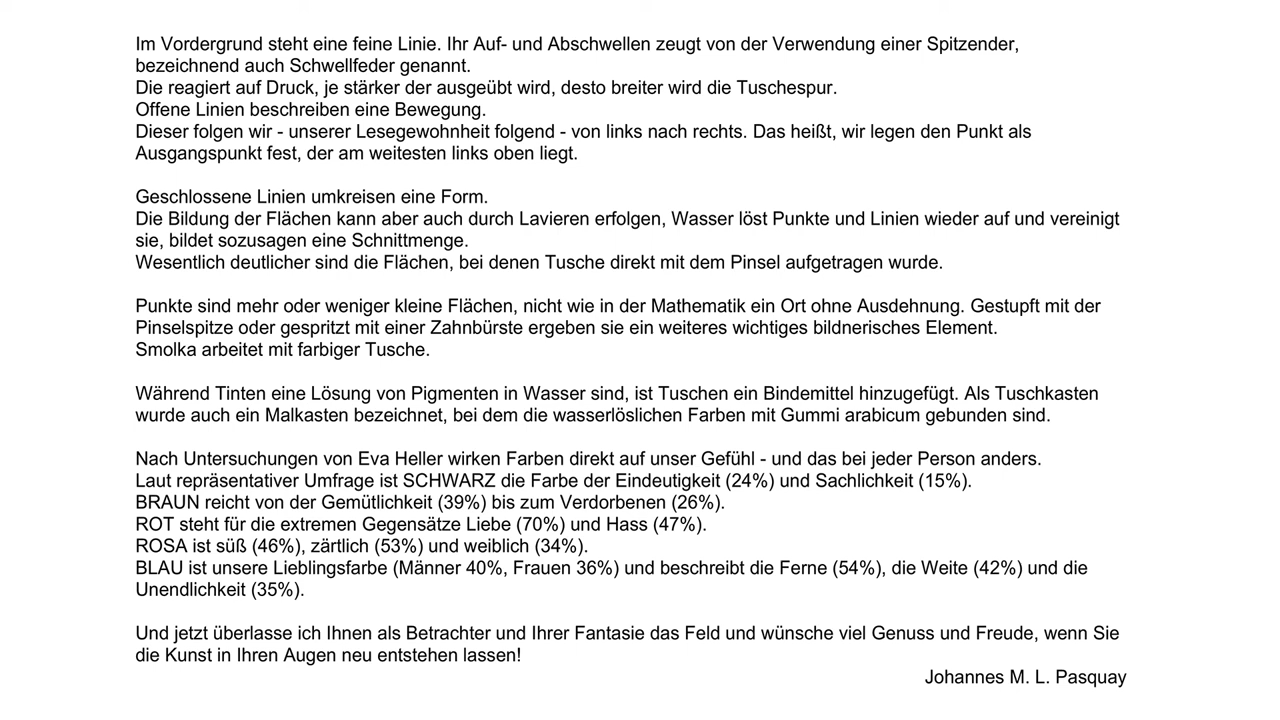 Im Vordergrund steht eine feine Linie. Ihr Auf- und Abschwellen zeugt von der Verwendung einer Spitzender,
bezeichnend auch Schwellfeder genannt.
Die reagiert auf Druck, je stärker der ausgeübt wird, desto breiter wird die Tuschespur.
Offene Linien beschreiben eine Bewegung.
Dieser folgen wir - unserer Lesegewohnheit folgend - von links nach rechts. Das heißt, wir legen den Punkt als
Ausgangspunkt fest, der am weitesten links oben liegt.

Geschlossene Linien umkreisen eine Form.
Die Bildung der Flächen kann aber auch durch Lavieren erfolgen, Wasser löst Punkte und Linien wieder auf und vereinigt
sie, bildet sozusagen eine Schnittmenge.
Wesentlich deutlicher sind die Flächen, bei denen Tusche direkt mit dem Pinsel aufgetragen wurde.

Punkte sind mehr oder weniger kleine Flächen, nicht wie in der Mathematik ein Ort ohne Ausdehnung. Gestupft mit der
Pinselspitze oder gespritzt mit einer Zahnbürste ergeben sie ein weiteres wichtiges bildnerisches Element.
Smolka arbeitet mit farbiger Tusche.

Während Tinten eine Lösung von Pigmenten in Wasser sind, ist Tuschen ein Bindemittel hinzugefügt. Als Tuschkasten
wurde auch ein Malkasten bezeichnet, bei dem die wasserlöslichen Farben mit Gummi arabicum gebunden sind.

Nach Untersuchungen von Eva Heller wirken Farben direkt auf unser Gefühl - und das bei jeder Person anders.
Laut repräsentativer Umfrage ist SCHWARZ die Farbe der Eindeutigkeit (24%) und Sachlichkeit (15%).
BRAUN reicht von der Gemütlichkeit (39%) bis zum Verdorbenen (26%).
ROT steht für die extremen Gegensätze Liebe (70%) und Hass (47%).
ROSA ist süß (46%), zärtlich (53%) und weiblich (34%).
BLAU ist unsere Lieblingsfarbe (Männer 40%, Frauen 36%) und beschreibt die Ferne (54%), die Weite (42%) und die
Unendlichkeit (35%).

Und jetzt überlasse ich Ihnen als Betrachter und Ihrer Fantasie das Feld und wünsche viel Genuss und Freude, wenn Sie
die Kunst in Ihren Augen neu entstehen lassen!
Johannes M. L. Pasquay